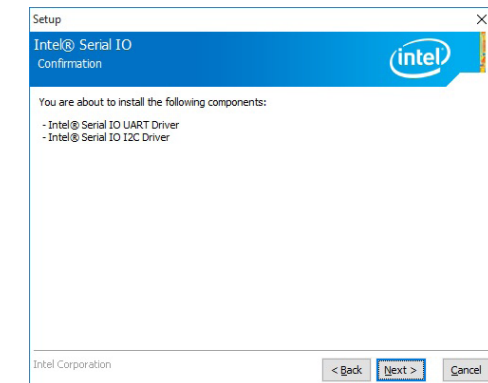 Setup
Intel® Serial IO
Confirmation
intel
You are about to install the following components:
- Intel® Serial IO UART Driver
- Intel® Serial IO I2C Driver
Intel Corporation
< Back Next > Cancel